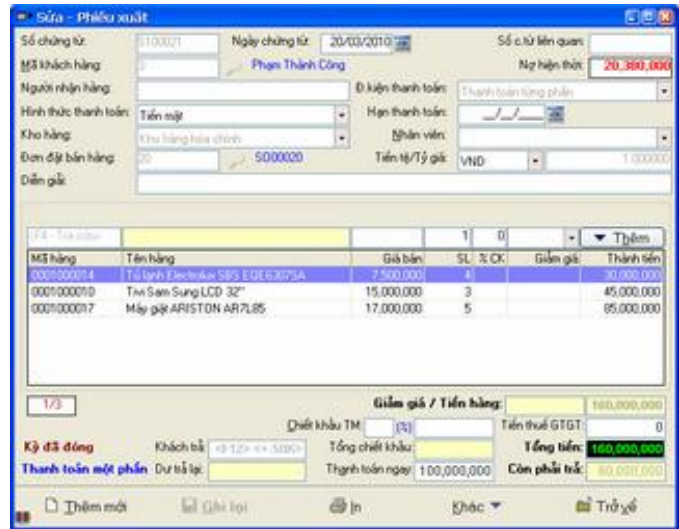 Sửa - Phiếu xuất
Số chứng từ: S100021 Ngày chứng từ: 20/03/2010 Số c.từ liên quan:
Mã khách hàng: Phạm Thành Công Nợ hiện thời: 20,380,000
Người nhận hàng: Đ.kiện thanh toán: Thanh toán từng phần
Hình thức thanh toán: Tiền mặt Hạn thanh toán: _/_/__
Kho hàng: Kho hàng hóa chính Nhân viên:
Đơn đặt bán hàng: 20 SO00020 Tiền tệ/Tỷ giá: VND 1.000000
Diễn giải:
1 0 Thêm
Mã hàng Tên hàng Giá bán SL % CK Giảm giá Thành tiền
0001000014 Tủ lạnh Electrolux SBS EQE6307SA 7,500,000 4 30,000,000
0001000010 Tivi Sam Sung LCD 32" 15,000,000 3 45,000,000
0001000017 Máy giặt ARISTON AR7L85 17,000,000 5 85,000,000
1/3 Giảm giá / Tiền hàng: 160,000,000
Chiết khấu TM: (%) Tiền thuế GTGT: 0
Kỳ đã đóng Khách trả: Tổng chiết khấu: Tổng tiền: 160,000,000
Thanh toán một phần Dư trả lại: Thanh toán ngay: 100,000,000 Còn phải trả: 60,000,000
Thêm mới Ghi lại In Khác Trở về